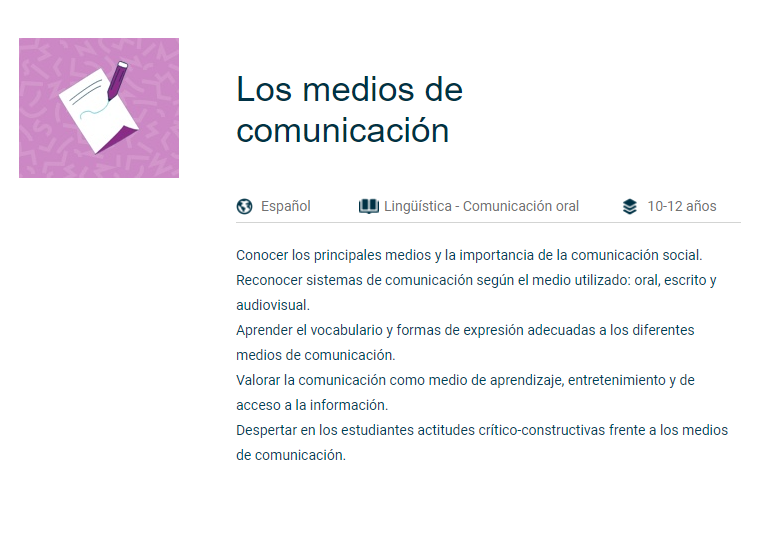 Los medios de
comunicación
Español
Lingüística - Comunicación oral
10-12 años
Conocer los principales medios y la importancia de la comunicación social.
Reconocer sistemas de comunicación según el medio utilizado: oral, escrito y
audiovisual.
Aprender el vocabulario y formas de expresión adecuadas a los diferentes
medios de comunicación.
Valorar la comunicación como medio de aprendizaje, entretenimiento y de
acceso a la información.
Despertar en los estudiantes actitudes crítico-constructivas frente a los medios
de comunicación.